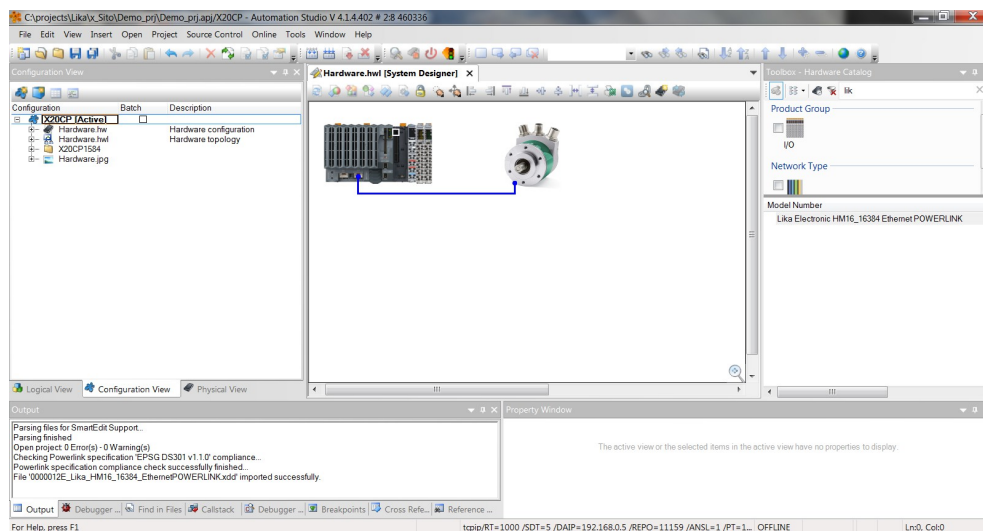 C:\projects\Lika\x_Sito\Demo_prj\Demo_prj.apj/X20CP - Automation Studio V 4.1.4.402 # 2:8 460336
File Edit View Insert Open Project Source Control Online Tools Window Help
Configuration View
Hardware.hwl [System Designer] X
Toolbox - Hardware Catalog
lik
Configuration Batch Description
X20CP [Active]
Hardware.hw Hardware configuration
Hardware.hwl Hardware topology
X20CP1584
Hardware.jpg
Product Group
I/O
Network Type
Model Number
Lika Electronic HM16_16384 Ethernet POWERLINK
Logical View Configuration View Physical View
Output
Property Window
Parsing files for SmartEdit Support...
Parsing finished
Open project: 0 Error(s) - 0 Warning(s)
Checking Powerlink specification 'EPSG DS301 v1.1.0' compliance...
Powerlink specification compliance check successfully finished...
File '0000012E_Lika_HM16_16384_EthernetPOWERLINK.xdd' imported successfully.
The active view or the selected items in the active view have no properties to display.
Output Debugger ... Find in Files Callstack Debugger ... Breakpoints Cross Refe... Reference ...
For Help, press F1
tcpip/RT=1000 /SDT=5 /DAIP=192.168.0.5 /REPO=11159 /ANSL=1 /PT=1... OFFLINE Ln:0, Col:0